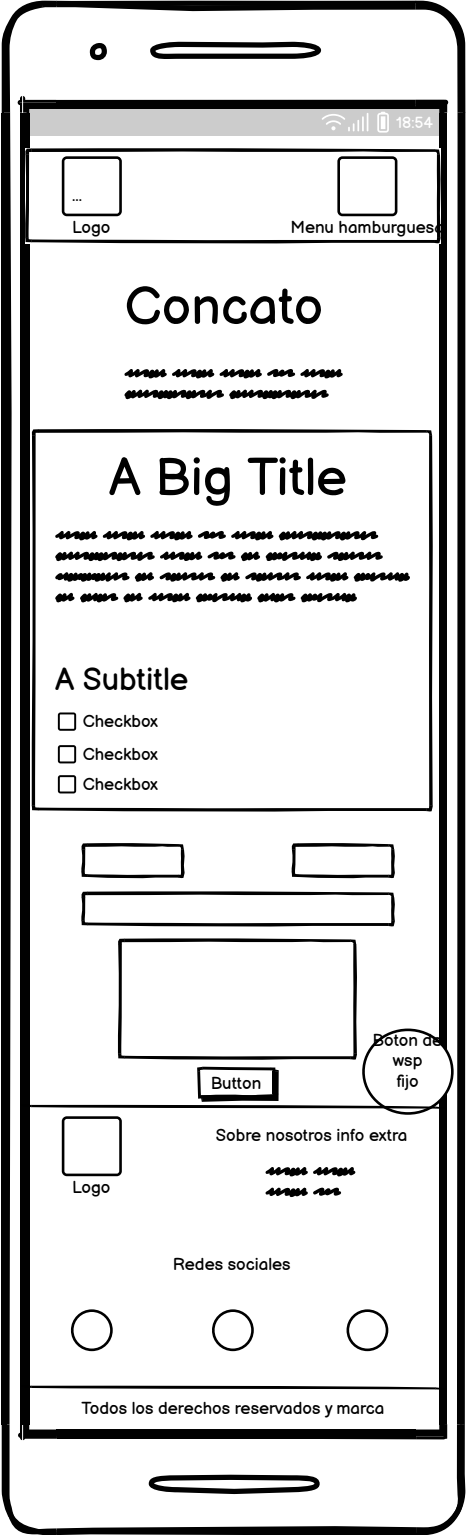 18:54
...
Logo
Menu hamburguesa
Concato
A Big Title
A Subtitle
Checkbox
Checkbox
Checkbox
Boton de
wsp
fijo
Button
Sobre nosotros info extra
Logo
Redes sociales
Todos los derechos reservados y marca